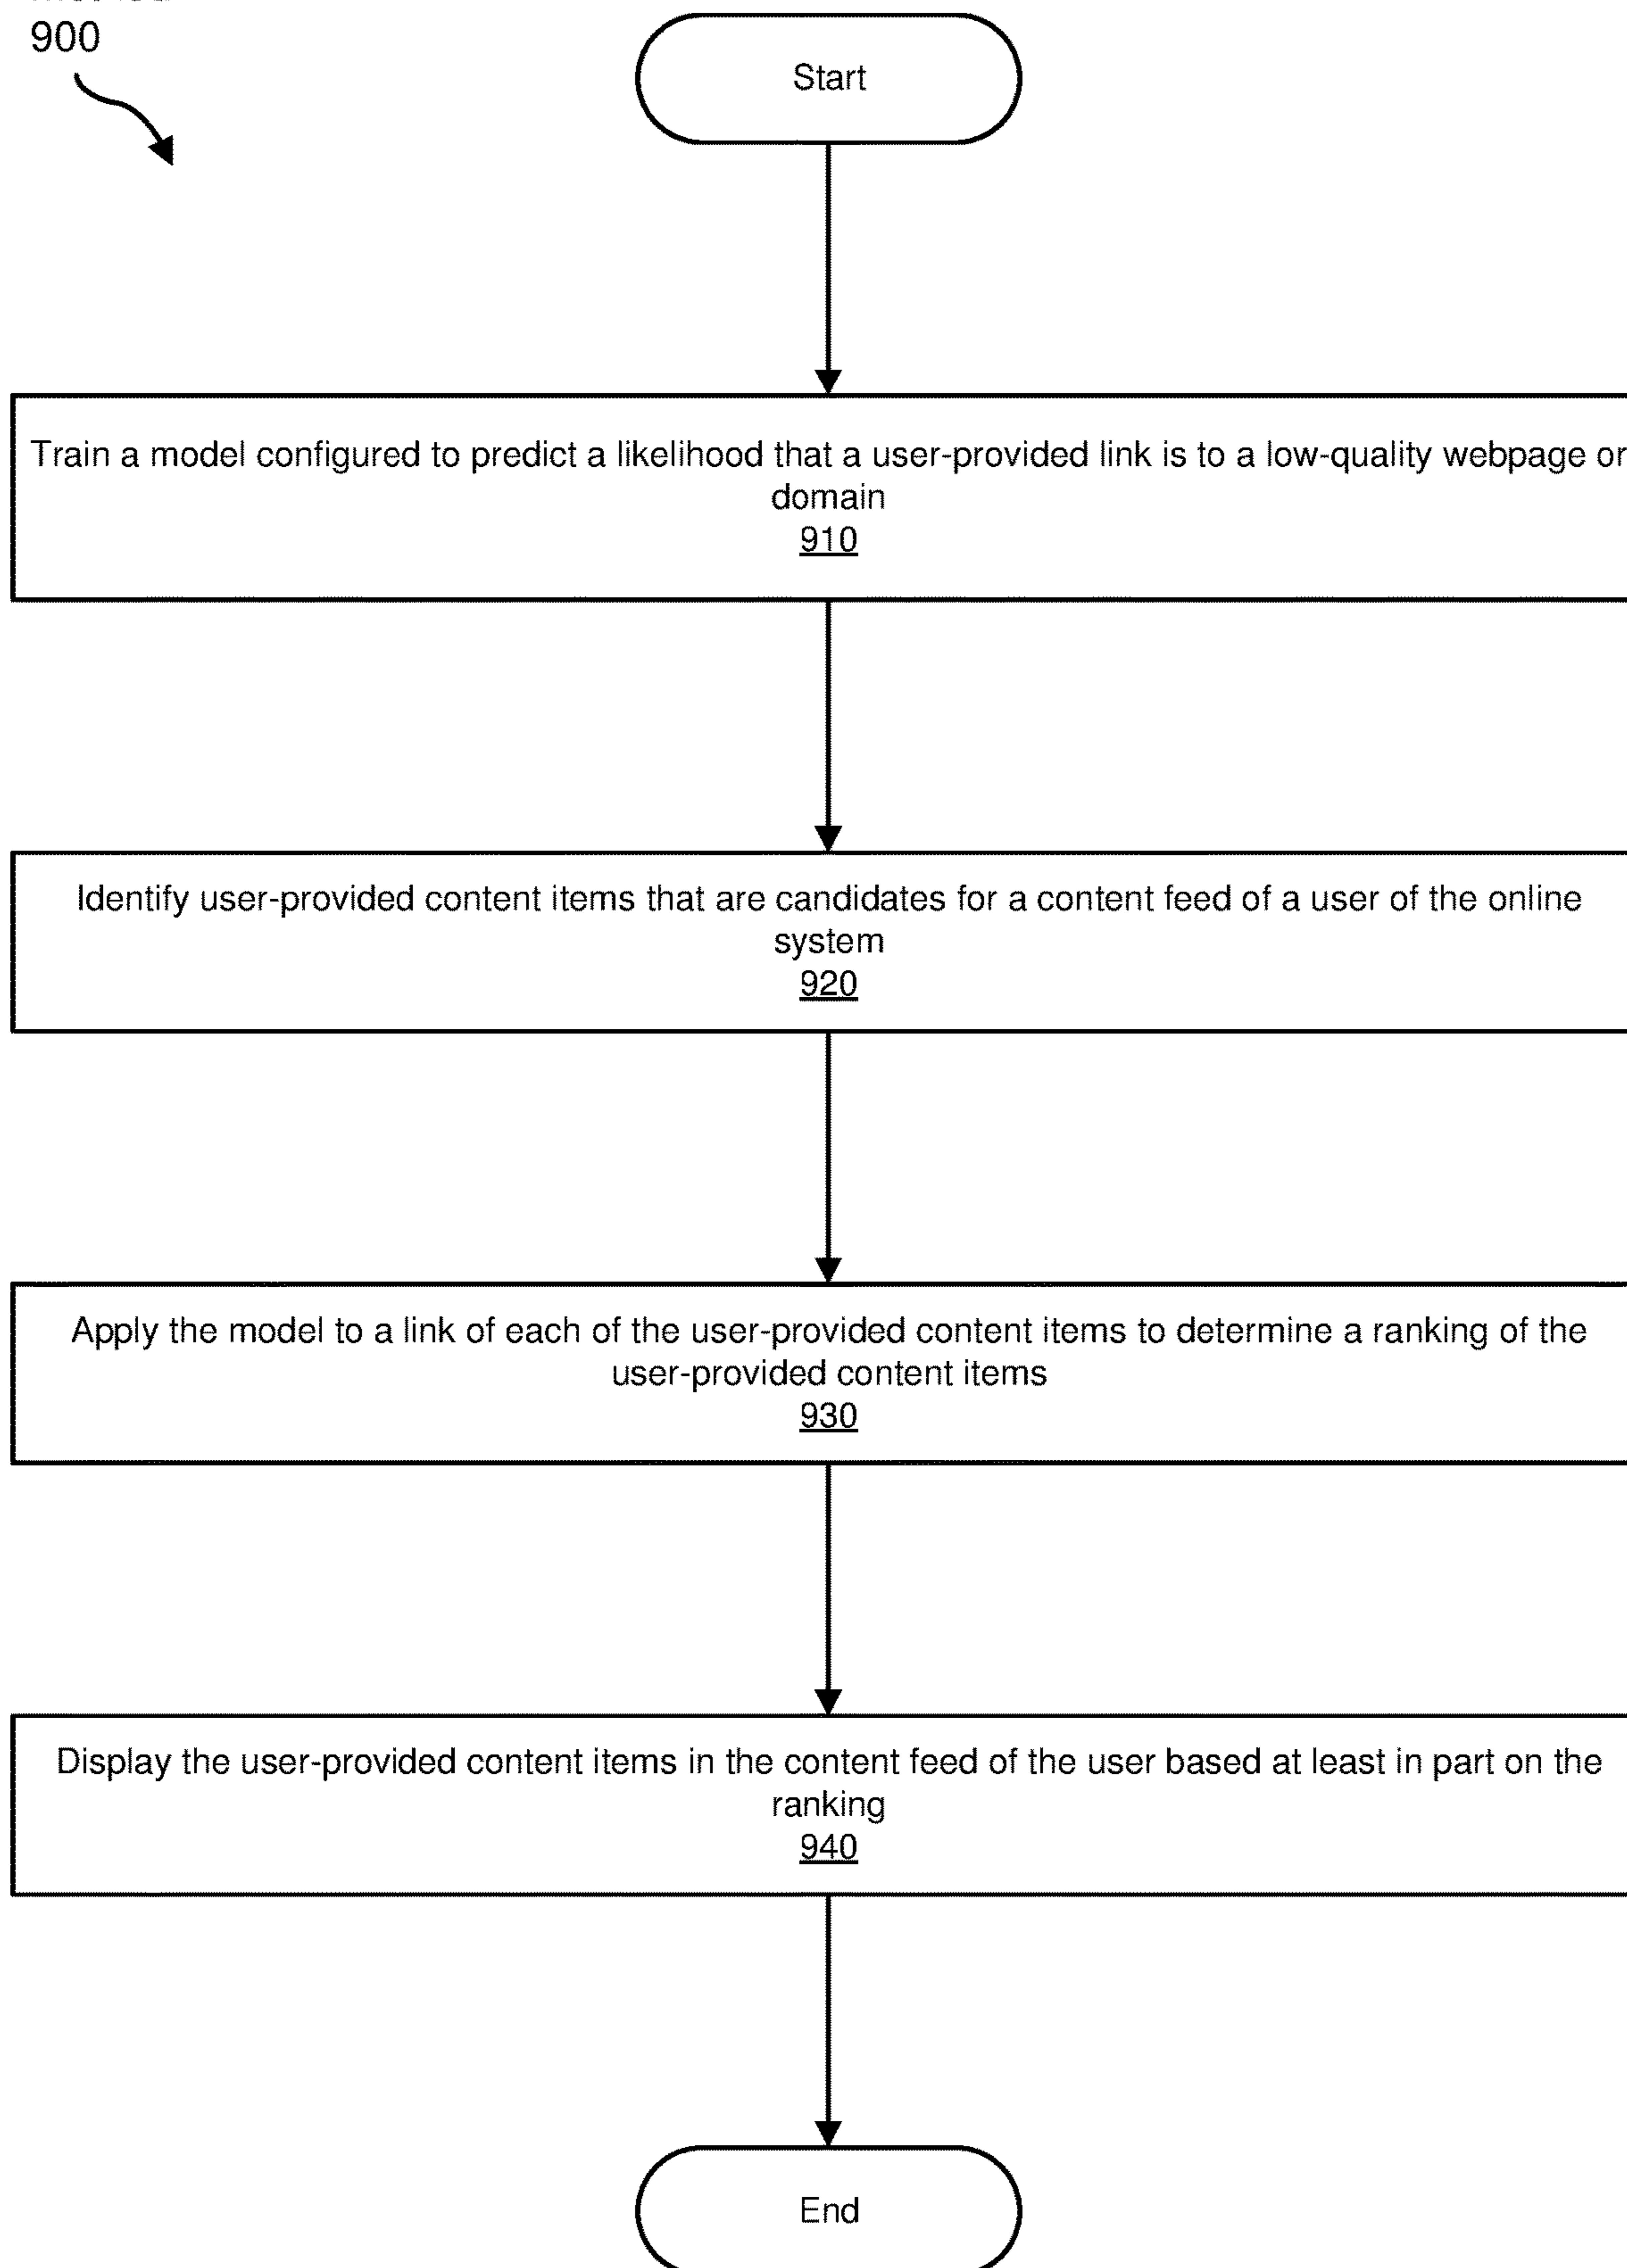 900
Start
Train a model configured to predict a likelihood that a user-provided link is to a low-quality webpage or
domain
910
Identify user-provided content items that are candidates for a content feed of a user of the online
system
920
Apply the model to a link of each of the user-provided content items to determine a ranking of the
user-provided content items
930
Display the user-provided content items in the content feed of the user based at least in part on the
ranking
940
End